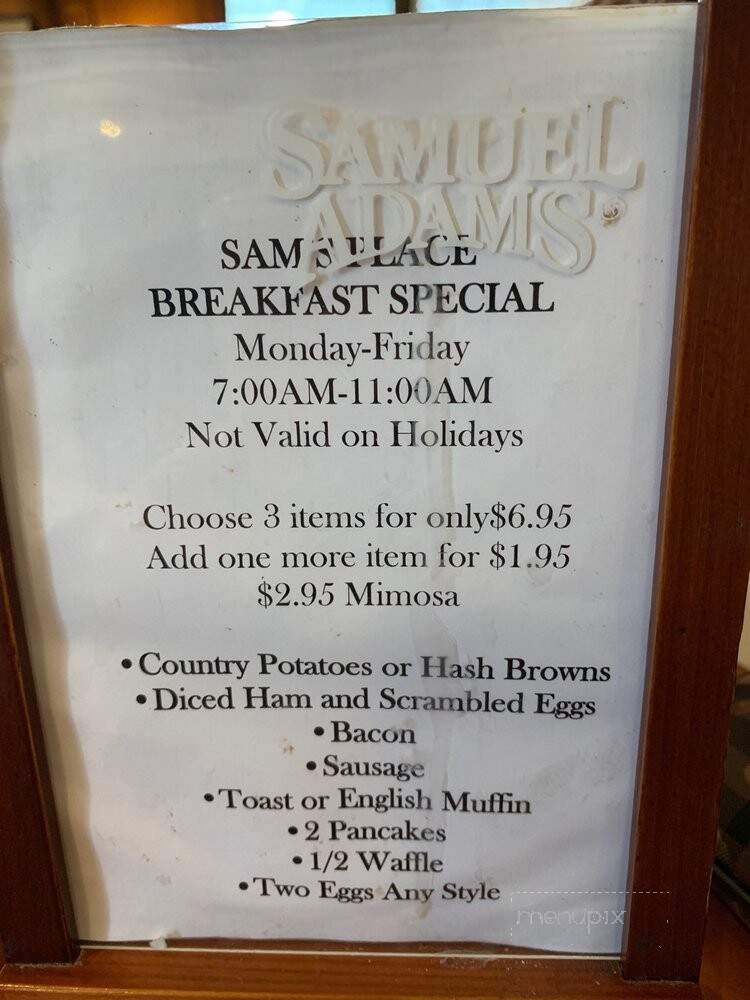 SAMUEL
ADAMS®
SAM'S PLACE
BREAKFAST SPECIAL
Monday-Friday
7:00AM-11:00AM
Not Valid on Holidays
Choose 3 items for only$6.95
Add one more item for $1.95
$2.95 Mimosa
•Country Potatoes or Hash Browns
•Diced Ham and Scrambled Eggs
•Bacon
•Sausage
•Toast or English Muffin
•2 Pancakes
•1/2 Waffle
•Two Eggs Any Style
menupix